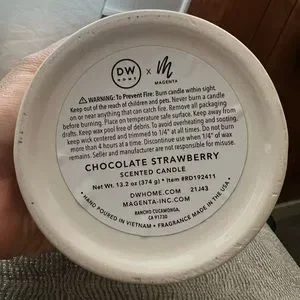 DW
HOME
x
m
MAGENTA
⚠ WARNING: To Prevent Fire: Burn candle within sight.
Keep out of the reach of children and pets. Never burn a candle
on or near anything that can catch fire. Remove all packaging
before burning. Place on temperature safe surface. Keep away from
drafts. Keep wax pool free of debris. To avoid overheating and sooting,
keep wick centered and trimmed to 1/4" at all times. Do not burn
more than 4 hours at a time. Discontinue use when 1/4" of wax
remains. Seller and manufacturer are not responsible for misuse.
CHOCOLATE STRAWBERRY
SCENTED CANDLE
Net Wt. 13.2 oz (374 g) * Item #RD192411
DWHOME.COM 21J43
MAGENTA-INC.COM
RANCHO CUCAMONGA,
CA 91730
HAND POURED IN VIETNAM • FRAGRANCE MADE IN THE USA